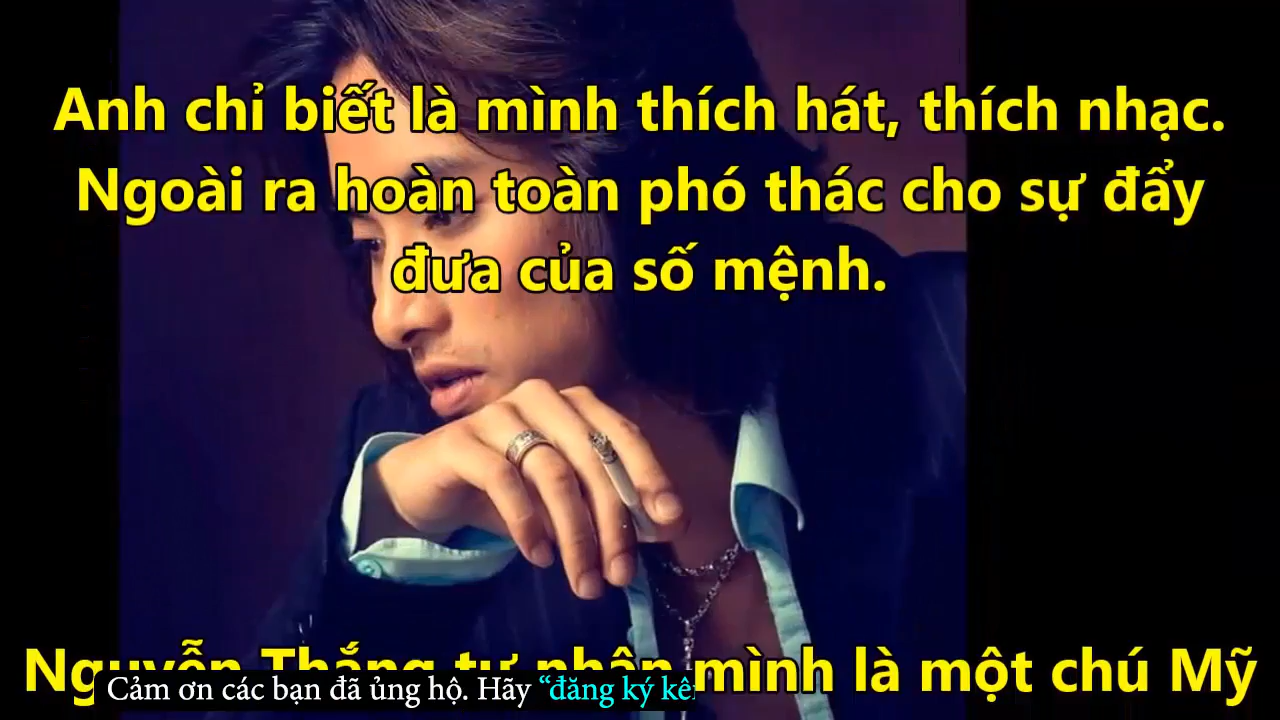 Anh chỉ biết là mình thích hát, thích nhạc.
Ngoài ra hoàn toàn phó thác cho sự đẩy
đưa của số mệnh.
Nguyễn Thắng tự nhận mình là một chú Mỹ
Cảm ơn các bạn đã ủng hộ. Hãy “đăng ký kên